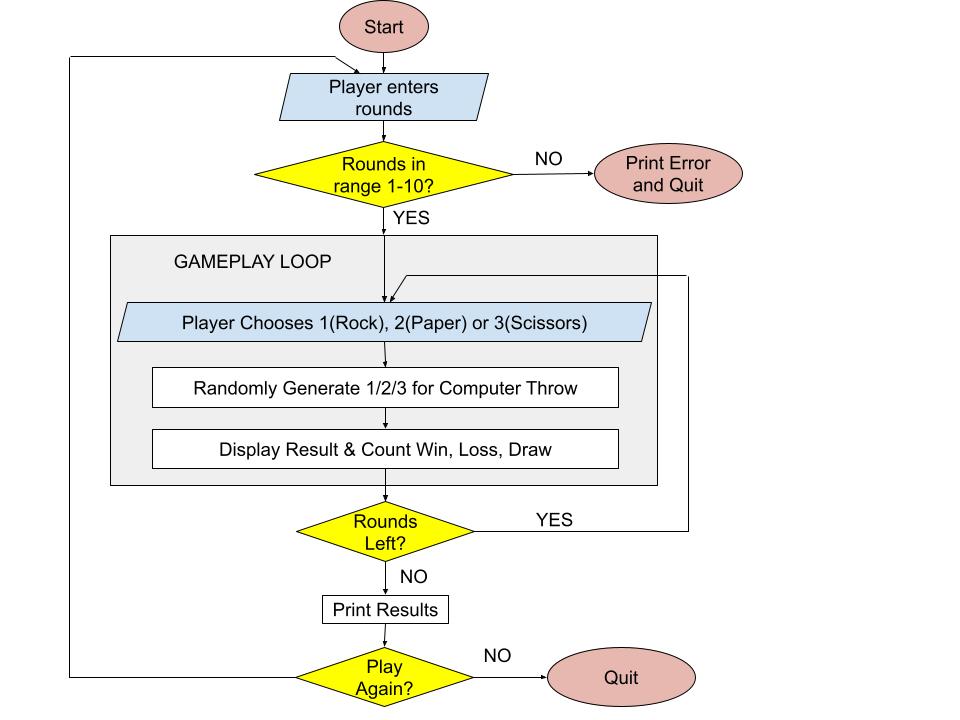 Start
Player enters
rounds
Rounds in
range 1-10?
NO
Print Error
and Quit
YES
GAMEPLAY LOOP
Player Chooses 1(Rock), 2(Paper) or 3(Scissors)
Randomly Generate 1/2/3 for Computer Throw
Display Result & Count Win, Loss, Draw
Rounds
Left?
YES
NO
Print Results
Play
Again?
NO
Quit